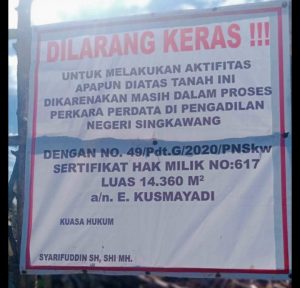 DILARANG KERAS !!!
UNTUK MELAKUKAN AKTIFITAS
APAPUN DIATAS TANAH INI
DIKARENAKAN MASIH DALAM PROSES
PERKARA PERDATA DI PENGADILAN
NEGERI SINGKAWANG
DENGAN NO. 49/Pdt.G/2020/PNSkw
SERTIFIKAT HAK MILIK NO:617
LUAS 14.360 M²
a/n. E. KUSMAYADI
KUASA HUKUM
SYARIFUDDIN SH, SHI MH.